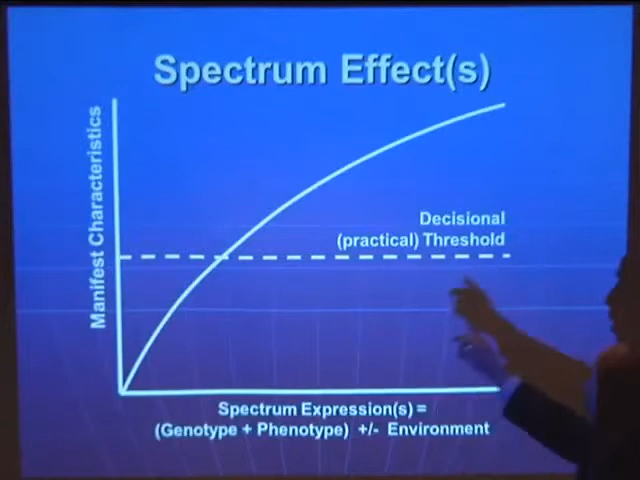 Spectrum Effect(s)
Manifest Characteristics
Decisional
(practical) Threshold
Spectrum Expression(s) =
(Genotype + Phenotype) +/- Environment